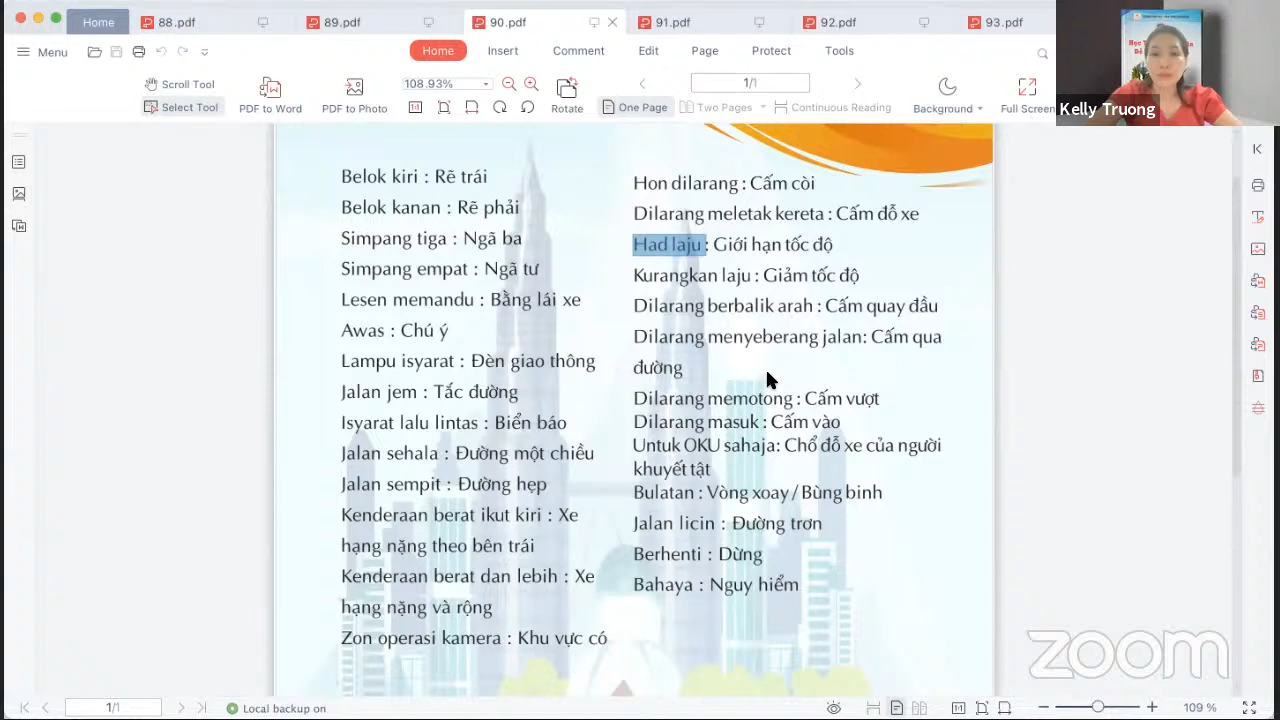 Home
88.pdf
89.pdf
90.pdf
91.pdf
92.pdf
93.pdf
Menu
Home
Insert
Comment
Edit
Page
Protect
Tools
Scroll Tool
Select Tool
PDF to Word
PDF to Photo
108.93%
Rotate
1/1
One Page
Two Pages
Continuous Reading
Background
Full Screen
Kelly Truong
Belok kiri : Rẽ trái
Belok kanan : Rẽ phải
Simpang tiga : Ngã ba
Simpang empat : Ngã tư
Lesen memandu : Bằng lái xe
Awas : Chú ý
Lampu isyarat : Đèn giao thông
Jalan jem : Tắc đường
Isyarat lalu lintas : Biển báo
Jalan sehala : Đường một chiều
Jalan sempit : Đường hẹp
Kenderaan berat ikut kiri : Xe
hạng nặng theo bên trái
Kenderaan berat dan lebih : Xe
hạng nặng và rộng
Zon operasi kamera : Khu vực có
Hon dilarang : Cấm còi
Dilarang meletak kereta : Cấm đỗ xe
Had laju : Giới hạn tốc độ
Kurangkan laju : Giảm tốc độ
Dilarang berbalik arah : Cấm quay đầu
Dilarang menyeberang jalan: Cấm qua
đường
Dilarang memotong : Cấm vượt
Dilarang masuk : Cấm vào
Untuk OKU sahaja: Chổ đỗ xe của người
khuyết tật
Bulatan : Vòng xoay / Bùng binh
Jalan licin : Đường trơn
Berhenti : Dừng
Bahaya : Nguy hiểm
zoom
1/1
Local backup on
109 %